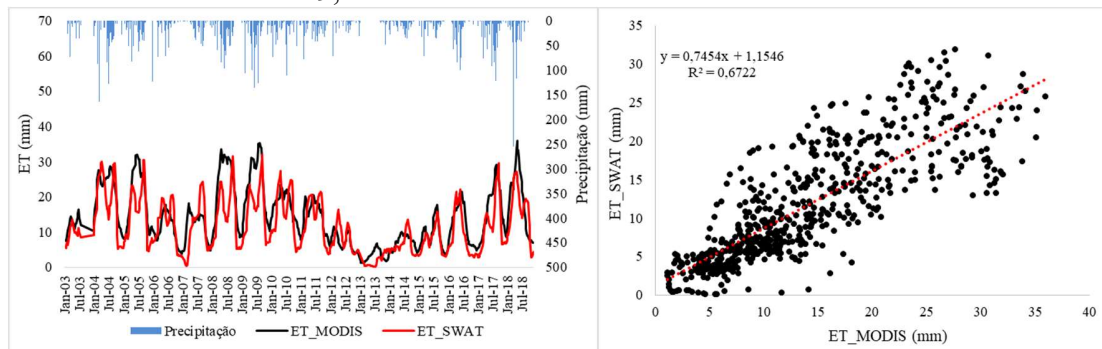 70
60
50
40
30
20
10
0
ET (mm)
0
50
100
150
200
250
300
350
400
450
500
Precipitação (mm)
Jan-03
Jul-03
Jan-04
Jul-04
Jan-05
Jul-05
Jan-06
Jul-06
Jan-07
Jul-07
Jan-08
Jul-08
Jan-09
Jul-09
Jan-10
Jul-10
Jan-11
Jul-11
Jan-12
Jul-12
Jan-13
Jul-13
Jan-14
Jul-14
Jan-15
Jul-15
Jan-16
Jul-16
Jan-17
Jul-17
Jan-18
Jul-18
Precipitação ET_MODIS ET_SWAT
35
30
25
20
15
10
5
0
ET_SWAT (mm)
y = 0,7454x + 1,1546
R² = 0,6722
0 5 10 15 20 25 30 35 40
ET_MODIS (mm)